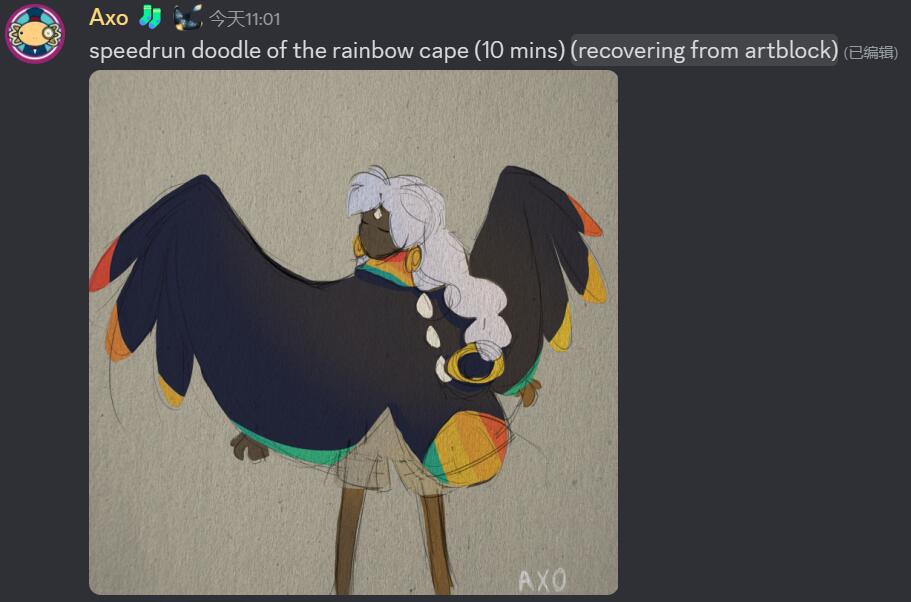 Axo 今天11:01
speedrun doodle of the rainbow cape (10 mins) (recovering from artblock) (已编辑)
AXO